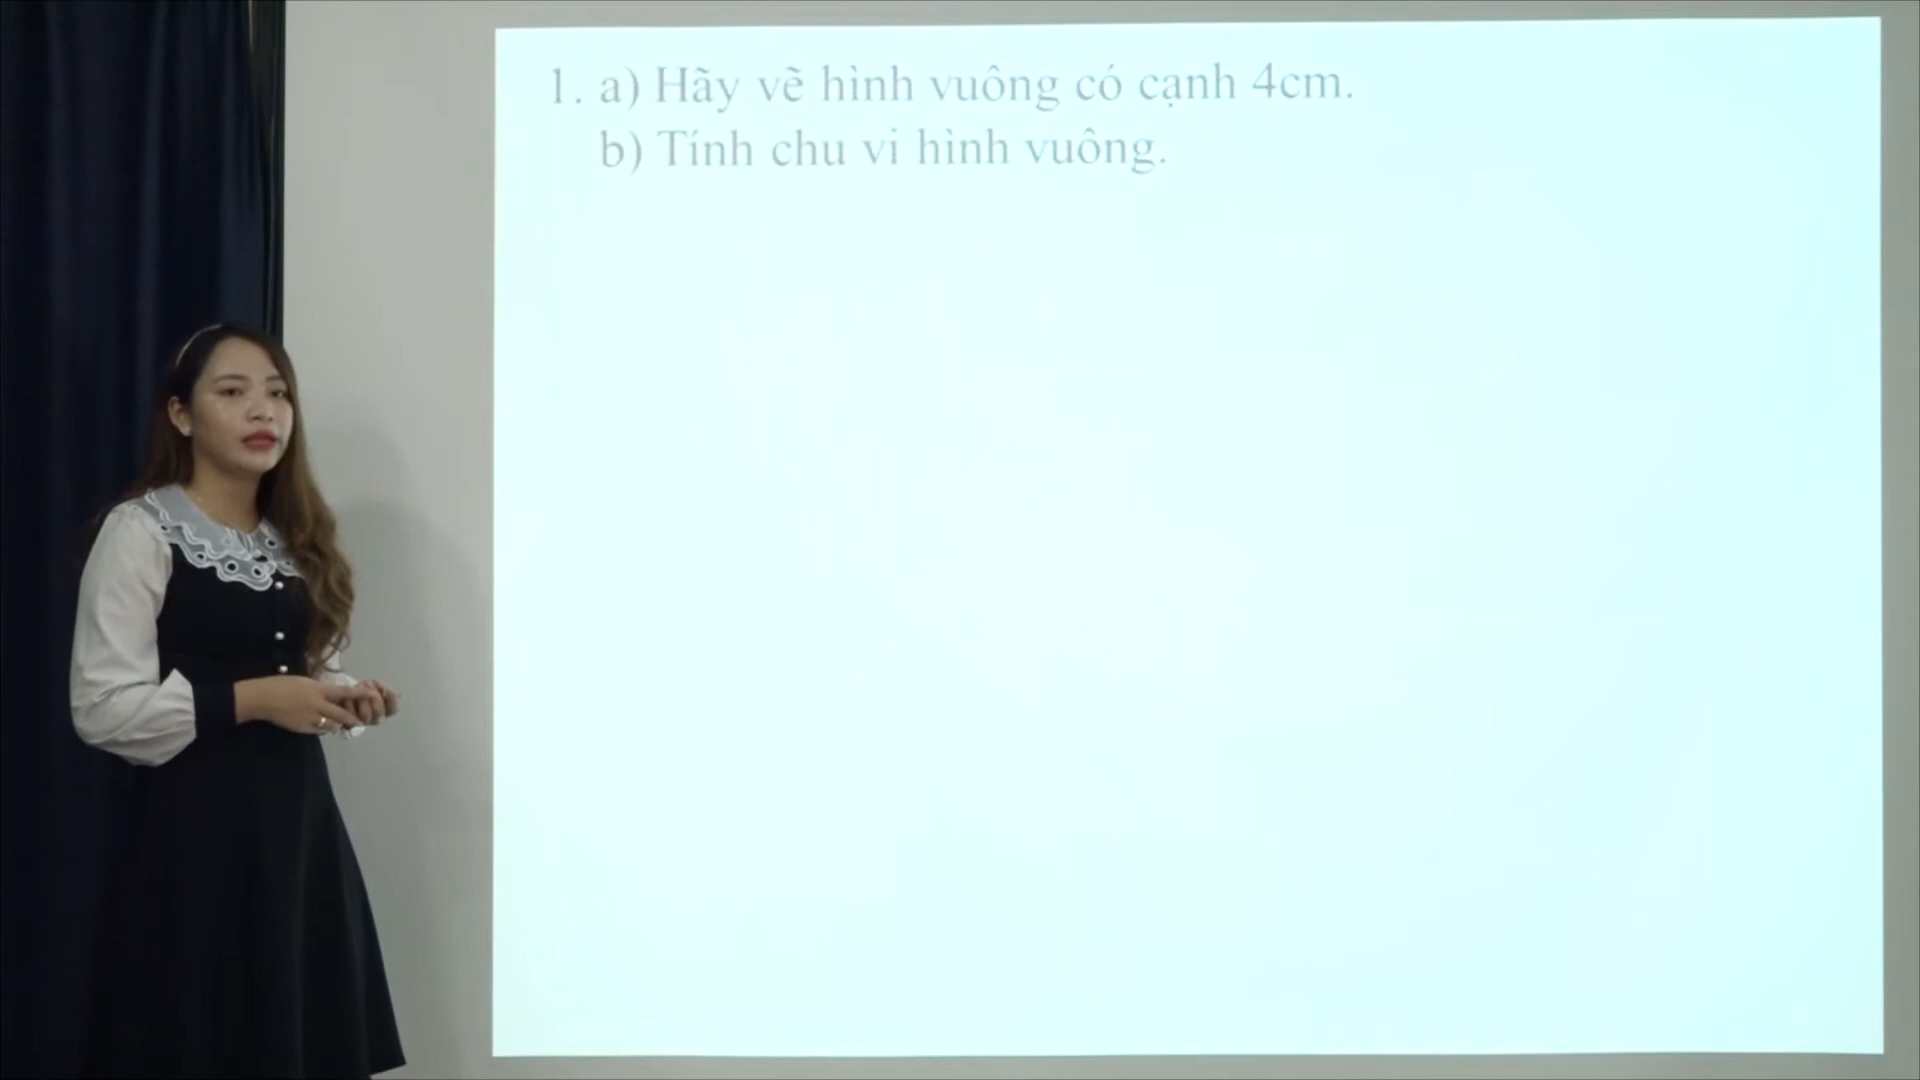 1. a) Hãy vẽ hình vuông có cạnh 4cm.
b) Tính chu vi hình vuông.